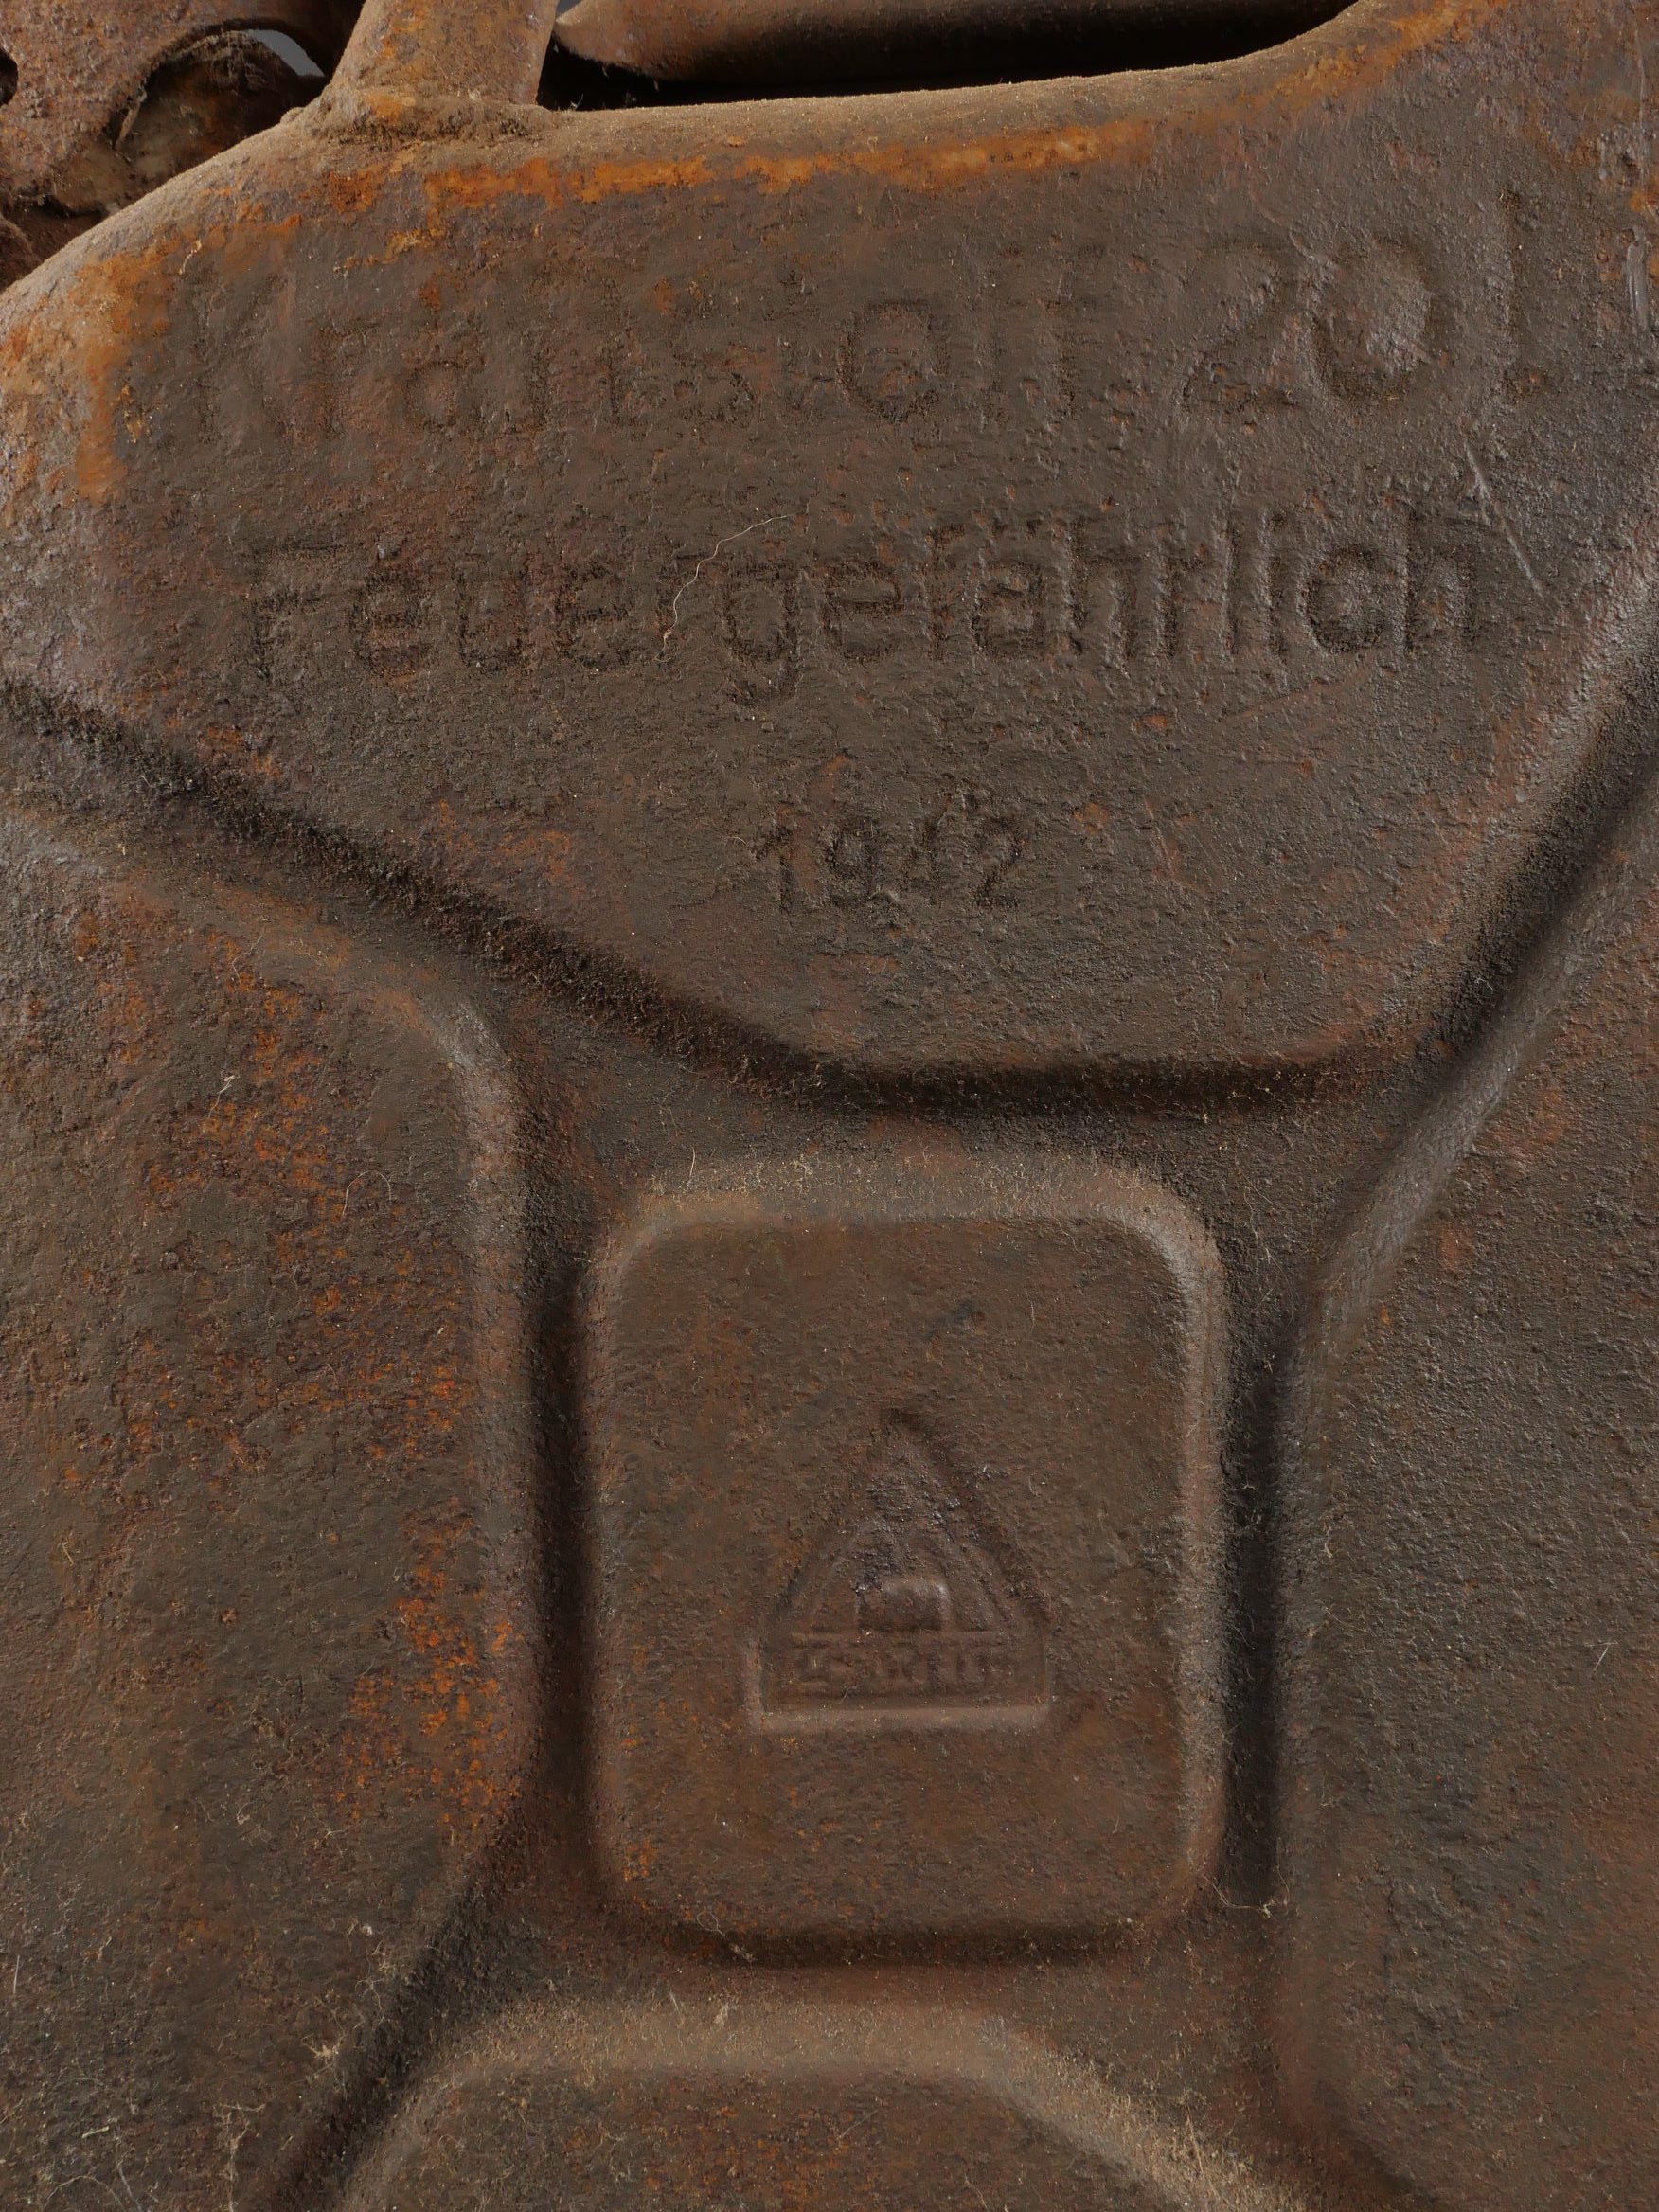 Kraftstoff 20 l
Feuergefährlich
1942